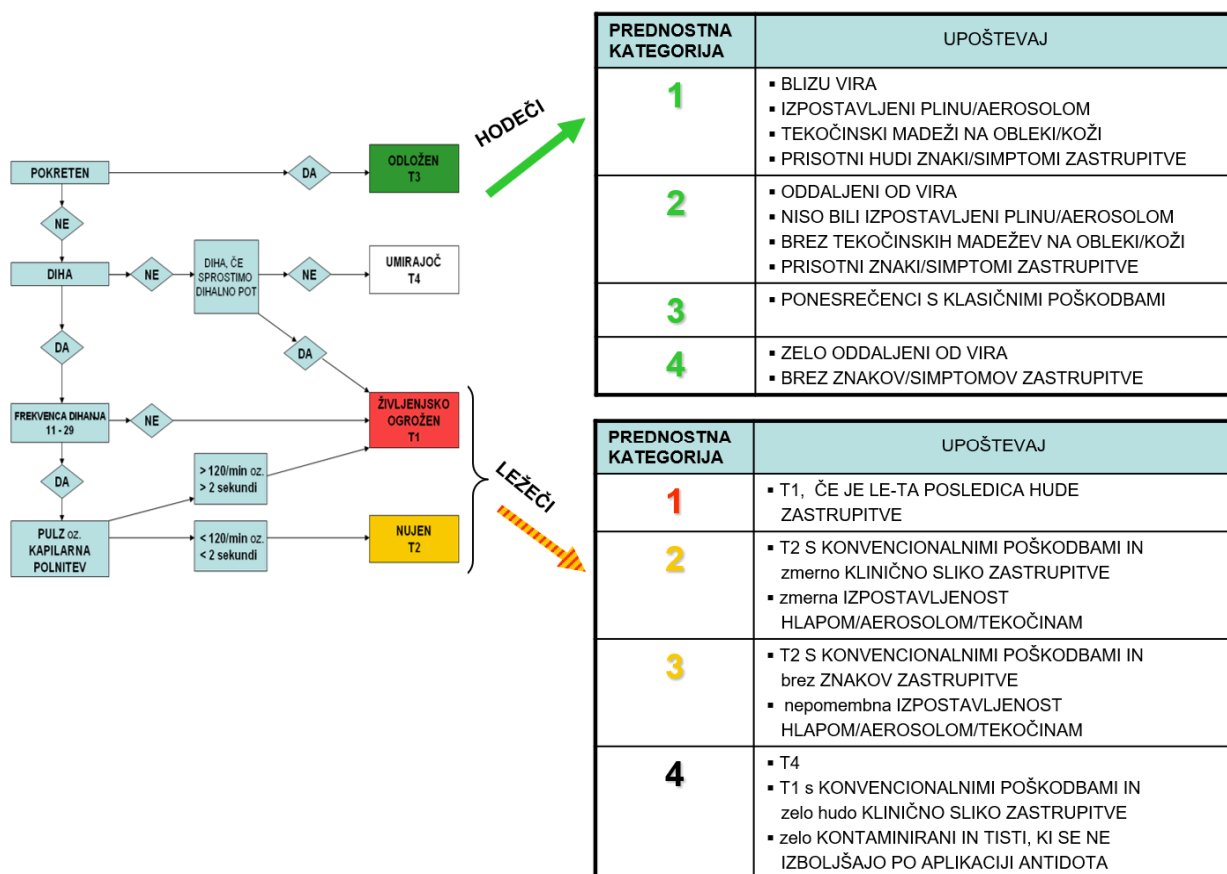 POKRETEN
DA
ODLOŽEN
T3
NE
DIHA
NE
DIHA, ČE
SPROSTIMO
DIHALNO POT
NE
UMIRAJOČ
T4
DA
DA
FREKVENCA DIHANJA
11 - 29
NE
ŽIVLJENJSKO
OGROŽEN
T1
DA
> 120/min oz.
> 2 sekundi
PULZ oz.
KAPILARNA
POLNITEV
< 120/min oz.
< 2 sekundi
NUJEN
T2
HODEČI
LEŽEČI
PREDNOSTNA
KATEGORIJA
UPOŠTEVAJ
1
▪ BLIZU VIRA
▪ IZPOSTAVLJENI PLINU/AEROSOLOM
▪ TEKOČINSKI MADEŽI NA OBLEKI/KOŽI
▪ PRISOTNI HUDI ZNAKI/SIMPTOMI ZASTRUPITVE
2
▪ ODDALJENI OD VIRA
▪ NISO BILI IZPOSTAVLJENI PLINU/AEROSOLOM
▪ BREZ TEKOČINSKIH MADEŽEV NA OBLEKI/KOŽI
▪ PRISOTNI ZNAKI/SIMPTOMI ZASTRUPITVE
3
▪ PONESREČENCI S KLASIČNIMI POŠKODBAMI
4
▪ ZELO ODDALJENI OD VIRA
▪ BREZ ZNAKOV/SIMPTOMOV ZASTRUPITVE
PREDNOSTNA
KATEGORIJA
UPOŠTEVAJ
1
▪ T1, ČE JE LE-TA POSLEDICA HUDE
ZASTRUPITVE
2
▪ T2 S KONVENCIONALNIMI POŠKODBAMI IN
zmerno KLINIČNO SLIKO ZASTRUPITVE
▪ zmerna IZPOSTAVLJENOST
HLAPOM/AEROSOLOM/TEKOČINAM
3
▪ T2 S KONVENCIONALNIMI POŠKODBAMI IN
brez ZNAKOV ZASTRUPITVE
▪ nepomembna IZPOSTAVLJENOST
HLAPOM/AEROSOLOM/TEKOČINAM
4
▪ T4
▪ T1 s KONVENCIONALNIMI POŠKODBAMI IN
zelo hudo KLINIČNO SLIKO ZASTRUPITVE
▪ zelo KONTAMINIRANI IN TISTI, KI SE NE
IZBOLJŠAJO PO APLIKACIJI ANTIDOTA